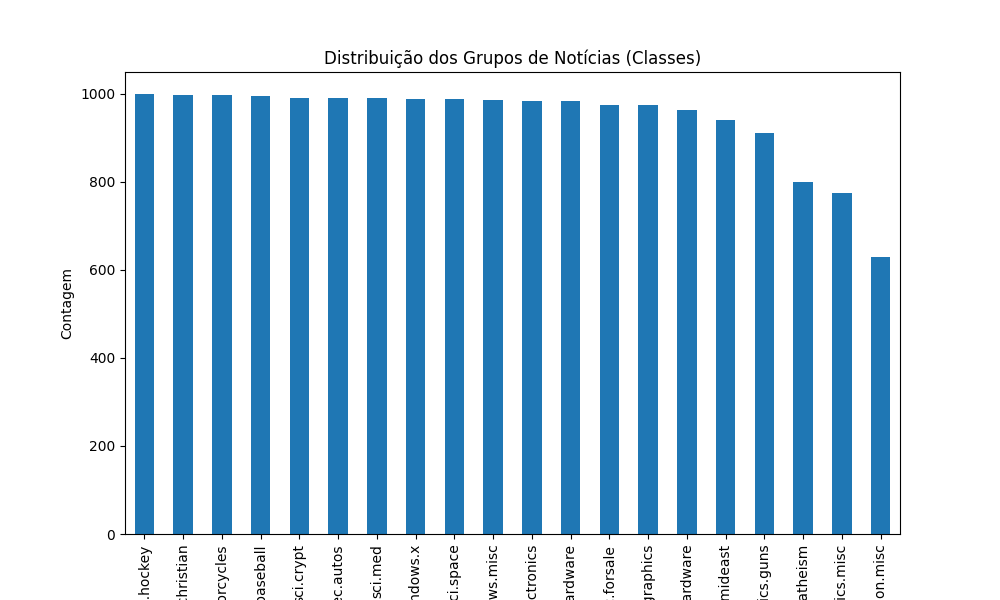 Distribuição dos Grupos de Notícias (Classes)
Contagem
1000
800
600
400
200
0
.hockey
christian
orcycles
baseball
sci.crypt
ec.autos
sci.med
ndows.x
ci.space
ws.misc
ctronics
ardware
.forsale
graphics
ardware
mideast
ics.guns
atheism
ics.misc
on.misc